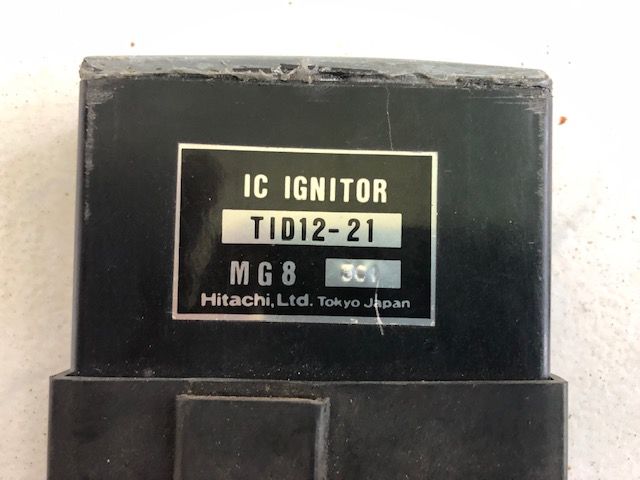 IC IGNITOR
TID12-21
MG8
Hitachi, Ltd. Tokyo Japan